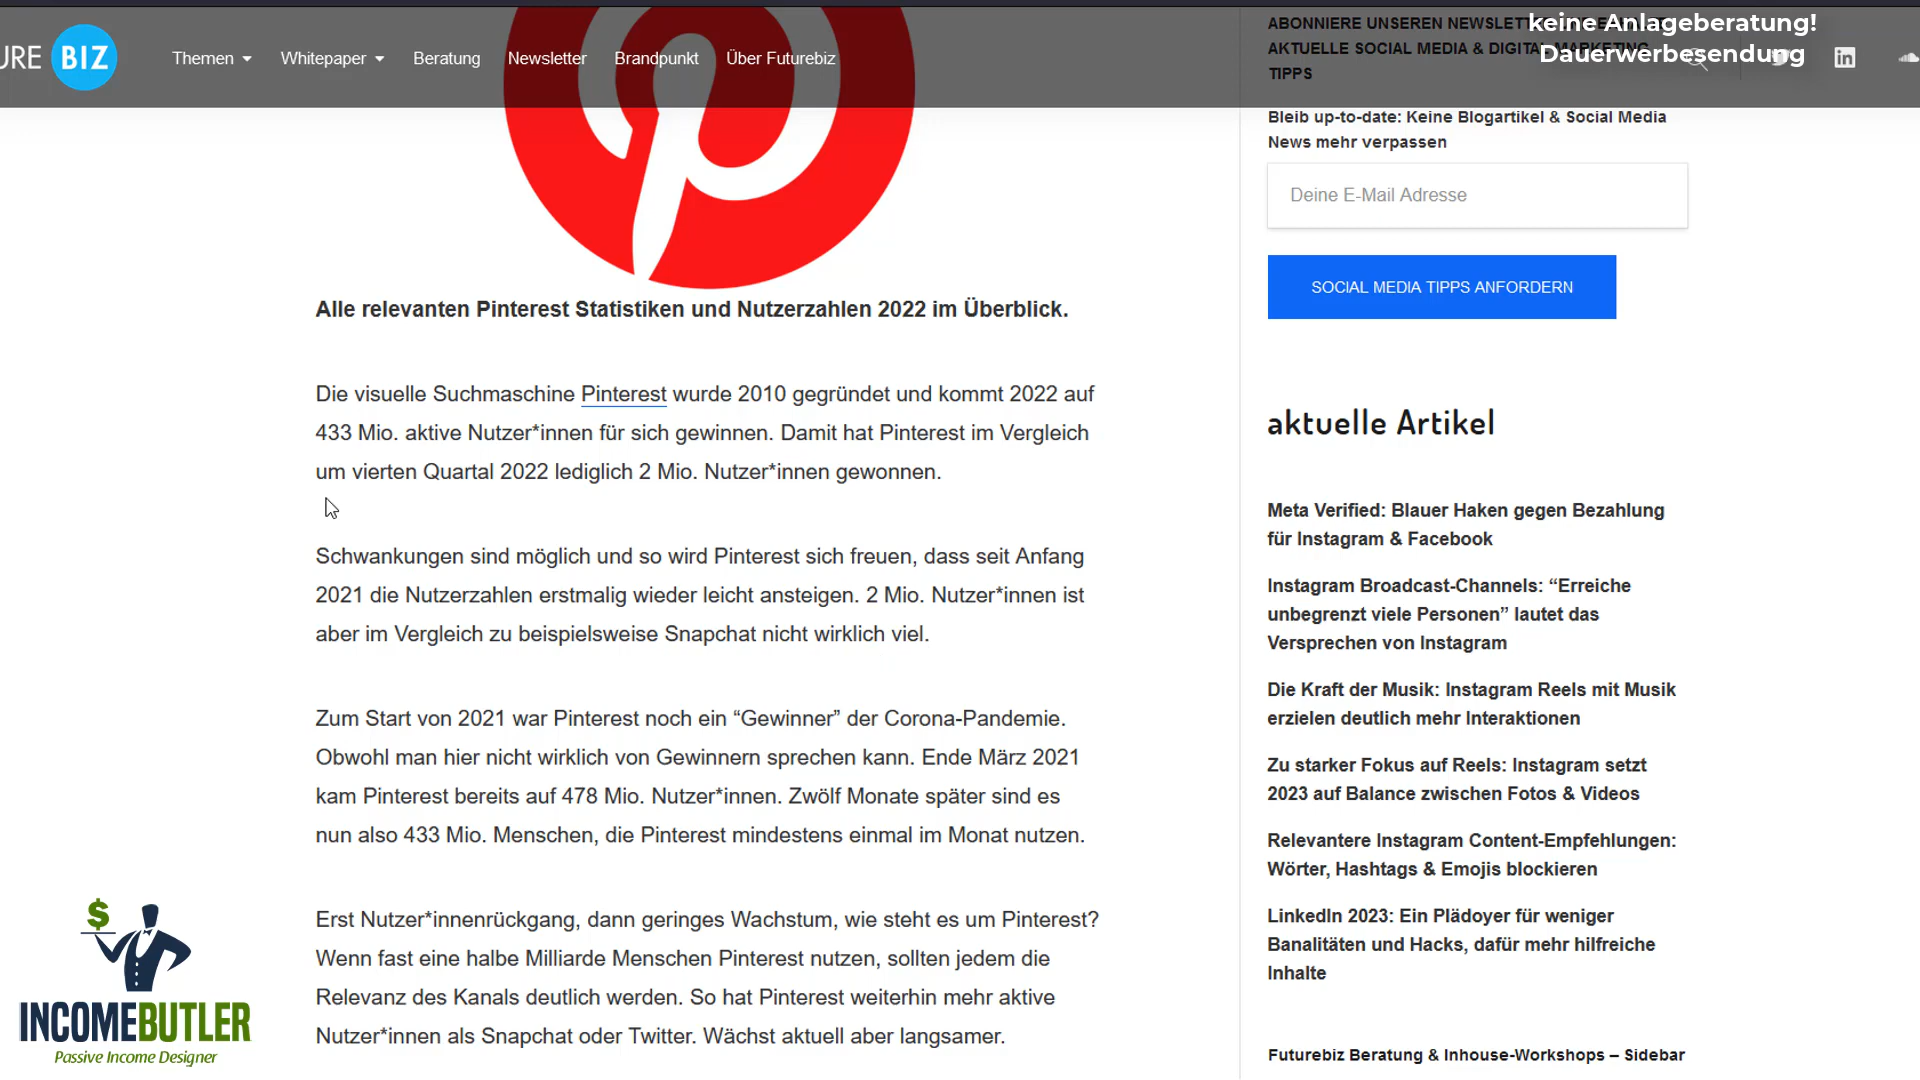 URE BIZ
Themen
Whitepaper
Beratung
Newsletter
Brandpunkt
Über Futurebiz
keine Anlageberatung!
Dauerwerbesendung
Alle relevanten Pinterest Statistiken und Nutzerzahlen 2022 im Überblick.
Die visuelle Suchmaschine Pinterest wurde 2010 gegründet und kommt 2022 auf
433 Mio. aktive Nutzer*innen für sich gewinnen. Damit hat Pinterest im Vergleich
um vierten Quartal 2022 lediglich 2 Mio. Nutzer*innen gewonnen.
Schwankungen sind möglich und so wird Pinterest sich freuen, dass seit Anfang
2021 die Nutzerzahlen erstmalig wieder leicht ansteigen. 2 Mio. Nutzer*innen ist
aber im Vergleich zu beispielsweise Snapchat nicht wirklich viel.
Zum Start von 2021 war Pinterest noch ein “Gewinner” der Corona-Pandemie.
Obwohl man hier nicht wirklich von Gewinnern sprechen kann. Ende März 2021
kam Pinterest bereits auf 478 Mio. Nutzer*innen. Zwölf Monate später sind es
nun also 433 Mio. Menschen, die Pinterest mindestens einmal im Monat nutzen.
Erst Nutzer*innenrückgang, dann geringes Wachstum, wie steht es um Pinterest?
Wenn fast eine halbe Milliarde Menschen Pinterest nutzen, sollten jedem die
Relevanz des Kanals deutlich werden. So hat Pinterest weiterhin mehr aktive
Nutzer*innen als Snapchat oder Twitter. Wächst aktuell aber langsamer.
ABONNIERE UNSEREN
AKTUELLE SOCIAL MEDIA & DIGITAL MARKETING
TIPPS
Bleib up-to-date: Keine Blogartikel & Social Media
News mehr verpassen
Deine E-Mail Adresse
SOCIAL MEDIA TIPPS ANFORDERN
aktuelle Artikel
Meta Verified: Blauer Haken gegen Bezahlung
für Instagram & Facebook
Instagram Broadcast-Channels: “Erreiche
unbegrenzt viele Personen” lautet das
Versprechen von Instagram
Die Kraft der Musik: Instagram Reels mit Musik
erzielen deutlich mehr Interaktionen
Zu starker Fokus auf Reels: Instagram setzt
2023 auf Balance zwischen Fotos & Videos
Relevantere Instagram Content-Empfehlungen:
Wörter, Hashtags & Emojis blockieren
LinkedIn 2023: Ein Plädoyer für weniger
Banalitäten und Hacks, dafür mehr hilfreiche
Inhalte
Futurebiz Beratung & Inhouse-Workshops – Sidebar
$
INCOMEBUTLER
Passive Income Designer